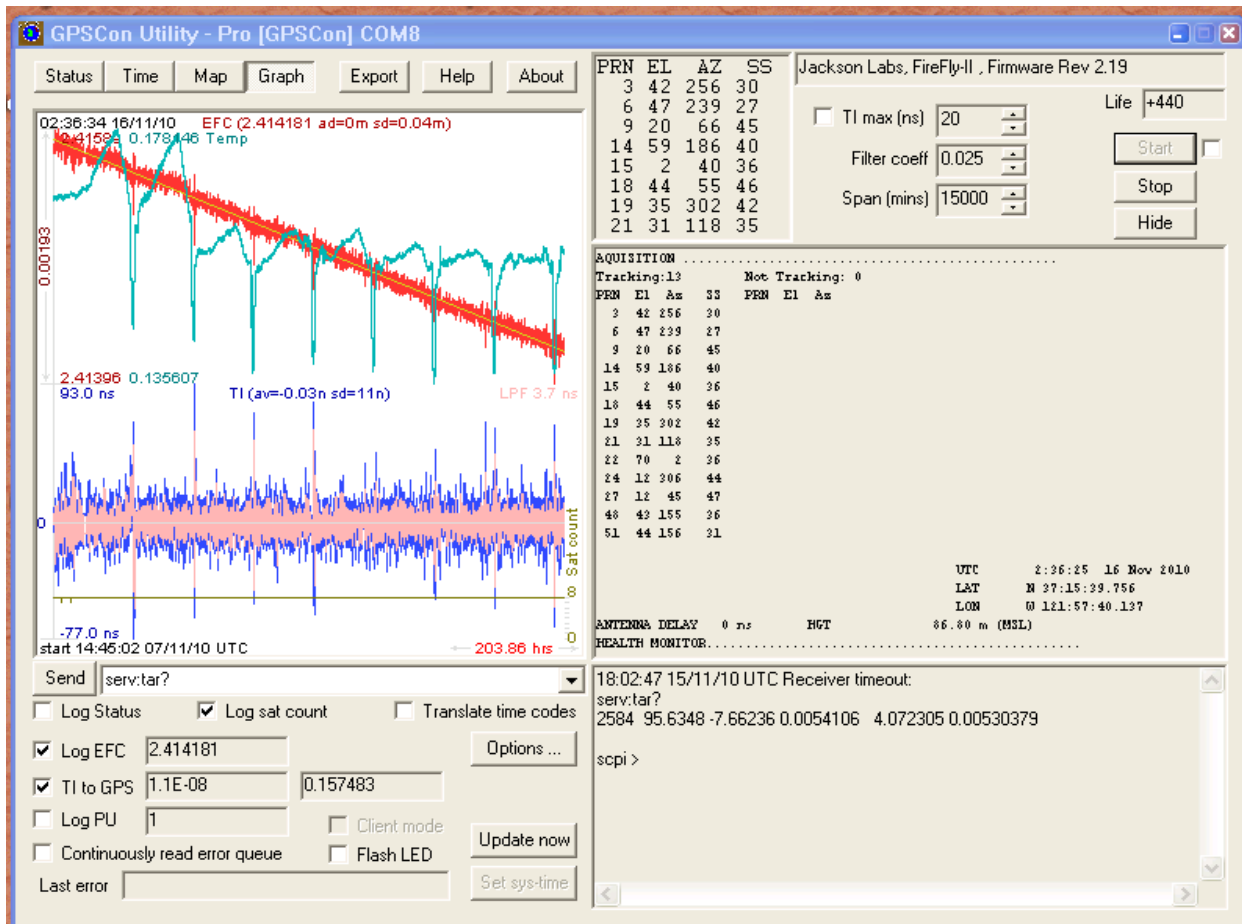 GPSCon Utility - Pro [GPSCon] COM8
Status Time Map Graph Export Help About
02:36:34 16/11/10 EFC (2.414181 ad=0m sd=0.04m)
0.178446 Temp
0.00193
2.41396 0.135607
93.0 ns TI (av=-0.03n sd=11n) LPF 3.7 ns
0
Sat count
8
0
-77.0 ns
start 14:45:02 07/11/10 UTC 203.86 hrs
PRN EL AZ SS
3 42 256 30
6 47 239 27
9 20 66 45
14 59 186 40
15 2 40 36
18 44 55 46
19 35 302 42
21 31 118 35
Jackson Labs, FireFly-II , Firmware Rev 2.19
Life +440
TI max (ns) 20
Filter coeff 0.025
Span (mins) 15000
Start
Stop
Hide
AQUISITION ............................................................
Tracking:13 Not Tracking: 0
PRN El Az SS PRN El Az
3 42 256 30
6 47 239 27
9 20 66 45
14 59 186 40
15 2 40 36
18 44 55 46
19 35 302 42
21 31 118 35
22 70 2 36
24 12 306 44
27 12 45 47
48 43 155 36
51 44 156 31
UTC 2:36:25 16 Nov 2010
LAT N 37:15:39.756
LON W 121:57:40.137
ANTENNA DELAY 0 ns HGT 86.80 m (MSL)
HEALTH MONITOR............................................................
Send serv:tar?
Log Status Log sat count Translate time codes
Log EFC 2.414181 Options ...
TI to GPS 1.1E-08 0.157483
Log PU 1 Client mode Update now
Continuously read error queue Flash LED
Last error Set sys-time
18:02:47 15/11/10 UTC Receiver timeout:
serv:tar?
2584 95.6348 -7.66236 0.0054106 4.072305 0.00530379
scpi >